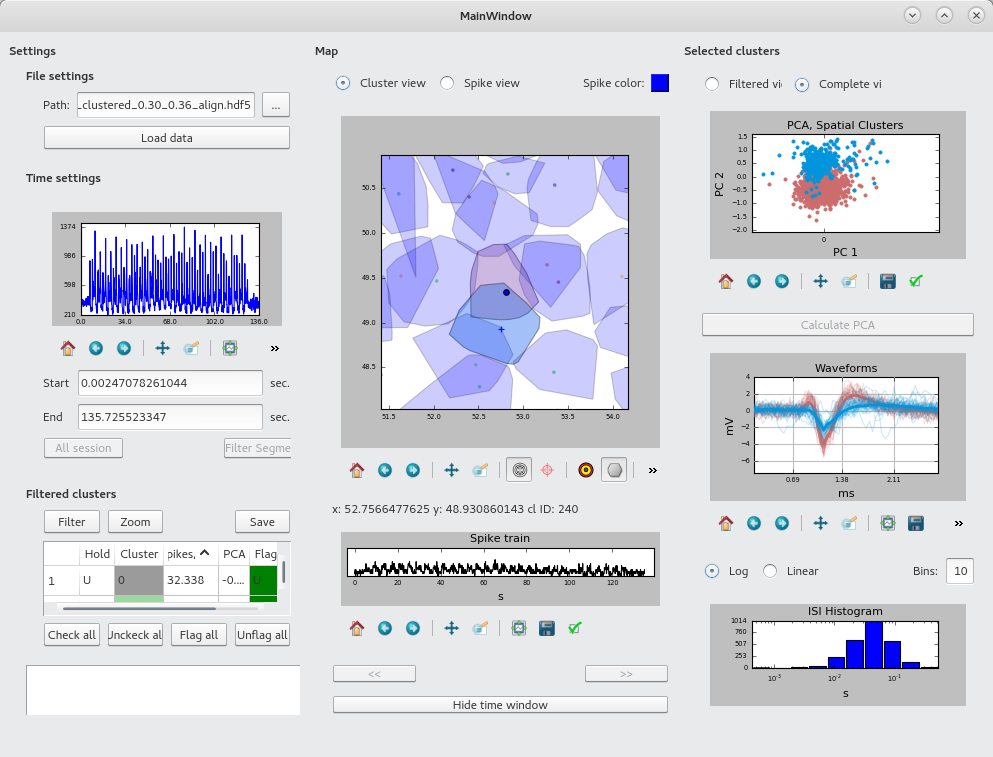 MainWindow
Settings
File settings
Path: _clustered_0.30_0.36_align.hdf5 ...
Load data
Time settings
1374
986
598
210
0.0 34.0 68.0 102.0 136.0
»
Start 0.00247078261044 sec.
End 135.725523347 sec.
All session Filter Segme
Filtered clusters
Filter Zoom Save
Hold Cluster pikes, PCA Flag
1 U 0 32.338 -0.... U
Check all Unckeck al Flag all Unflag all
Map
Cluster view Spike view Spike color:
50.5
50.0
49.5
49.0
48.5
51.5 52.0 52.5 53.0 53.5 54.0
»
x: 52.7566477625 y: 48.930860143 cl ID: 240
Spike train
0 20 40 60 80 100 120
s
<< >>
Hide time window
Selected clusters
Filtered vi Complete vi
PCA, Spatial Clusters
PC 2
1.5
1.0
0.5
0.0
−0.5
−1.0
−1.5
−2.0
0
PC 1
Calculate PCA
Waveforms
mV
4
2
0
−2
−4
−6
0.69 1.38 2.11
ms
»
Log Linear Bins: 10
ISI Histogram
1014
760
507
253
0
10⁻³ 10⁻² 10⁻¹
s